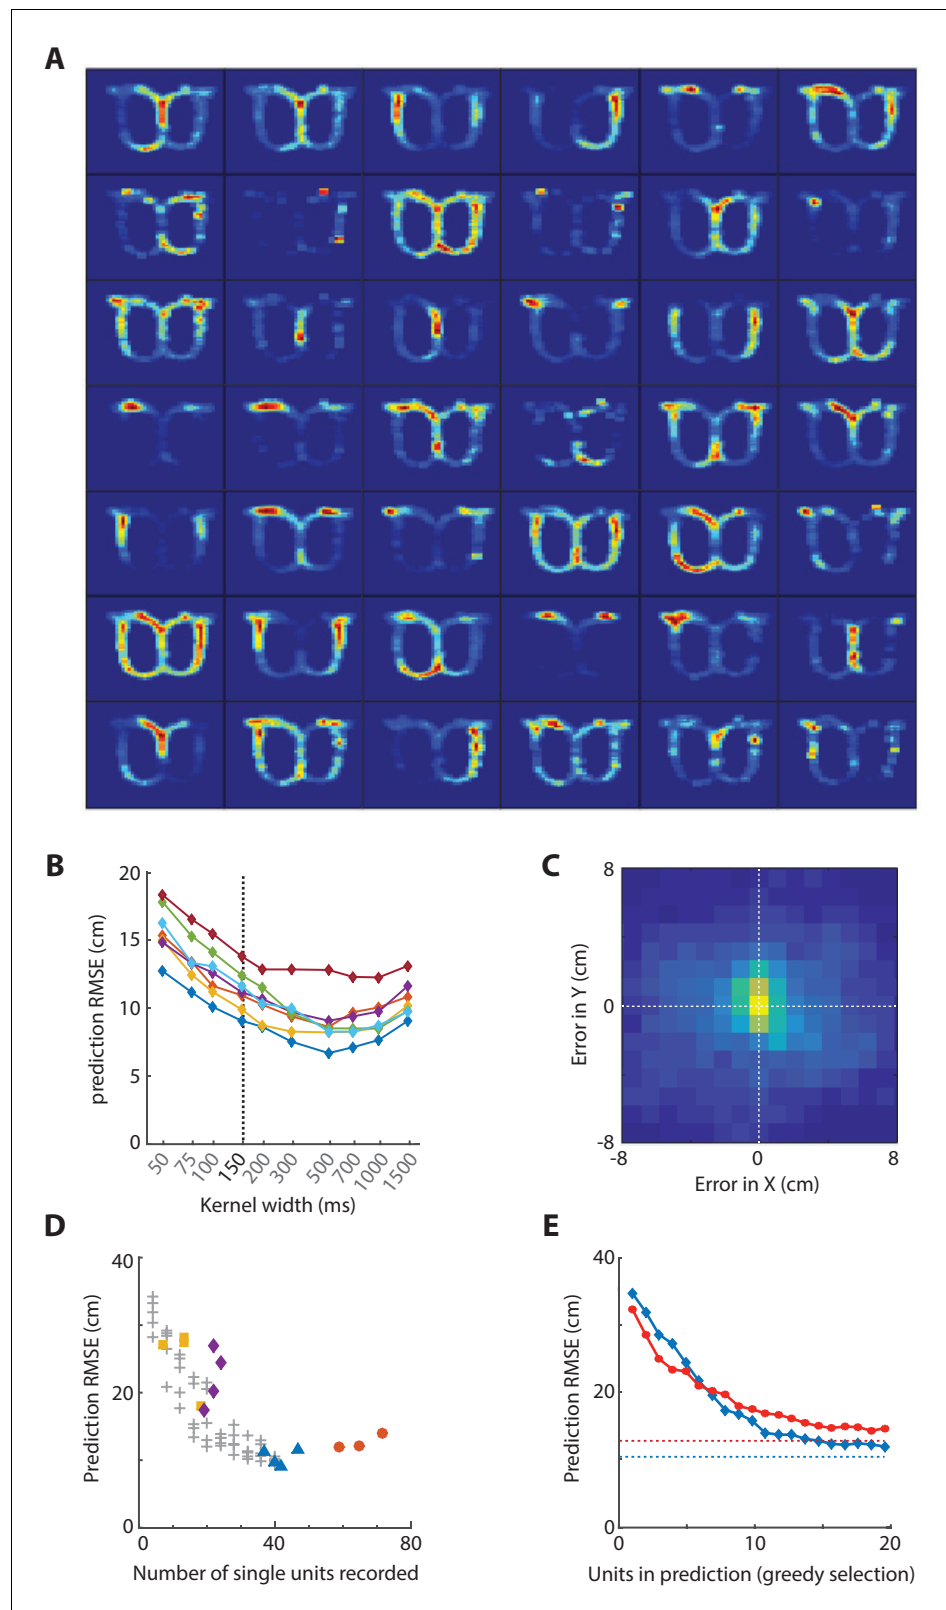 A
B
20
15
10
5
0
prediction RMSE (cm)
50
75
100
150
200
300
500
700
1000
1500
Kernel width (ms)
C
8
0
-8
Error in Y (cm)
-8
0
8
Error in X (cm)
D
40
20
0
Prediction RMSE (cm)
0
20
40
60
80
Number of single units recorded
E
40
20
0
Prediction RMSE (cm)
0
10
20
Units in prediction (greedy selection)